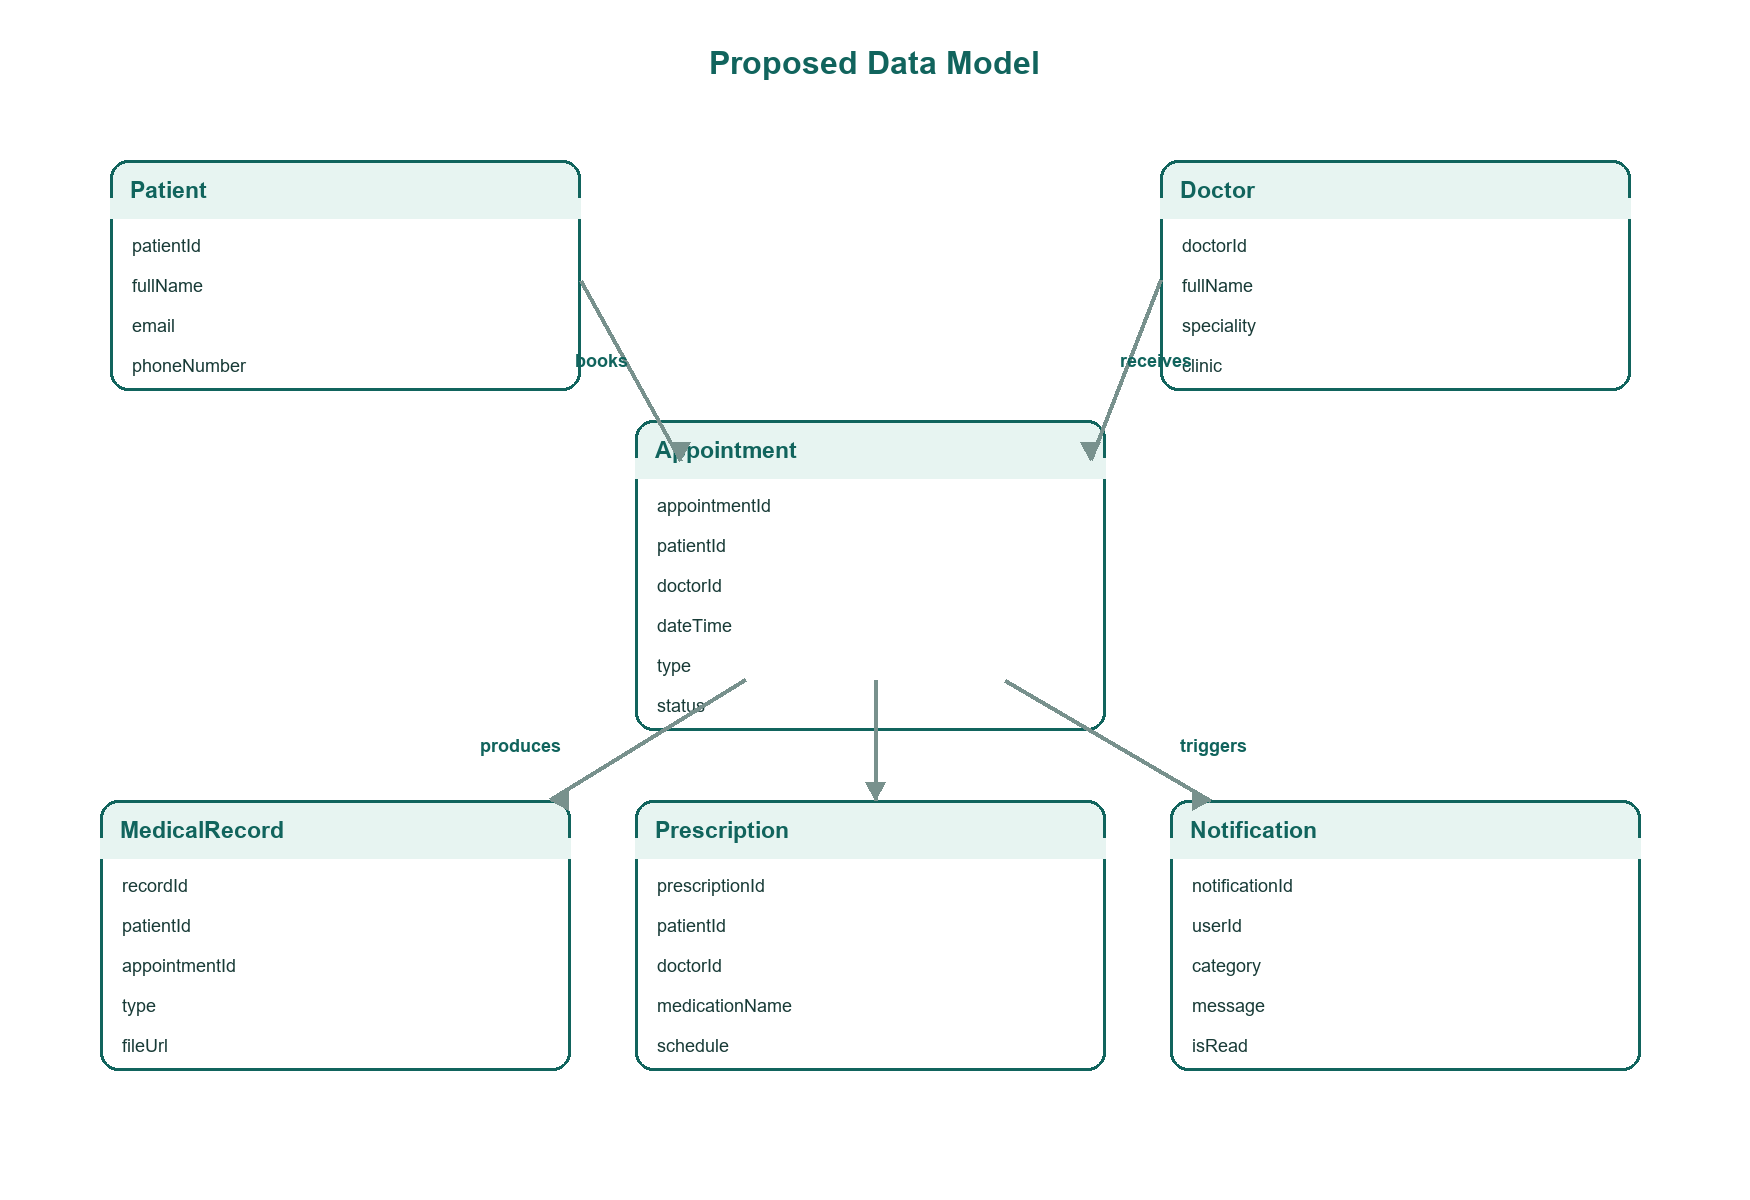 Proposed Data Model
Patient
patientId
fullName
email
phoneNumber
Doctor
doctorId
fullName
speciality
clinic
books
receives
Appointment
appointmentId
patientId
doctorId
dateTime
type
status
produces
triggers
MedicalRecord
recordId
patientId
appointmentId
type
fileUrl
Prescription
prescriptionId
patientId
doctorId
medicationName
schedule
Notification
notificationId
userId
category
message
isRead